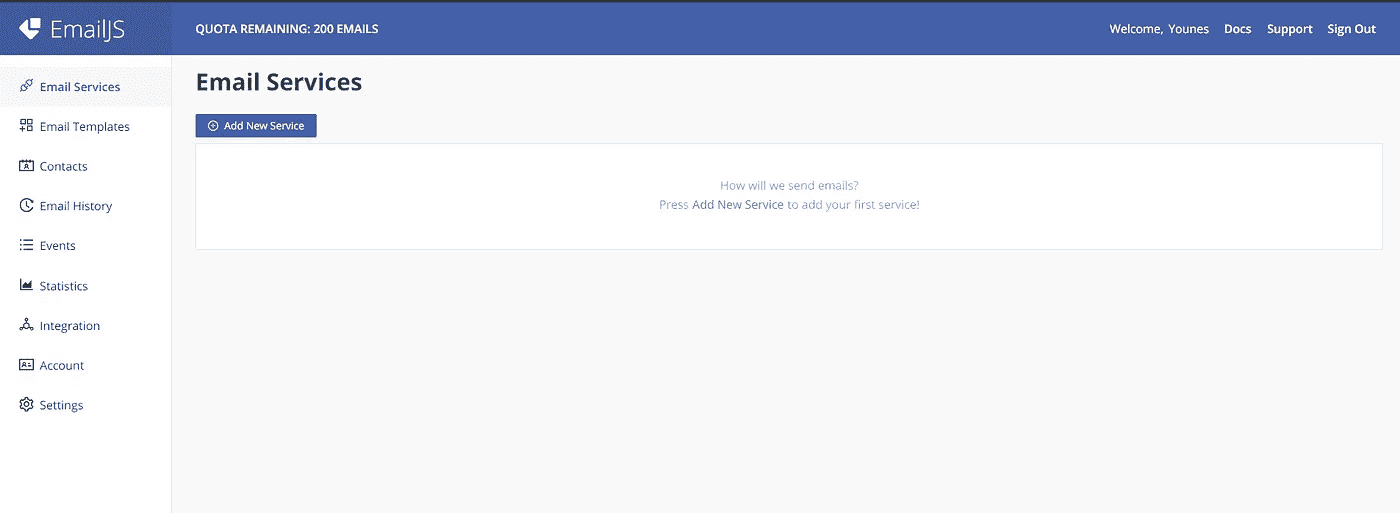 EmailJS
QUOTA REMAINING: 200 EMAILS
Welcome, Younes
Docs
Support
Sign Out
Email Services
Email Templates
Contacts
Email History
Events
Statistics
Integration
Account
Settings
Email Services
Add New Service
How will we send emails?
Press Add New Service to add your first service!